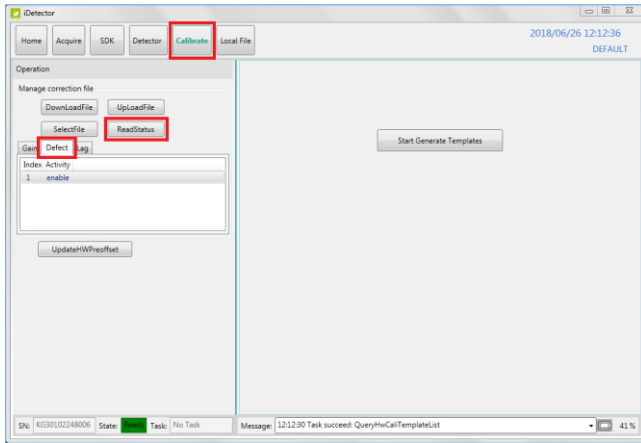 iDetector
Home Acquire SDK Detector Calibrate Local File
2018/06/26 12:12:36
DEFAULT
Operation
Manage correction file
DownLoadFile UpLoadFile
SelectFile ReadStatus
Gain Defect Lag
Index Activity
1 enable
UpdateHWPreoffset
Start Generate Templates
SN: KG30102248006 State: Ready Task: No Task Message: 12:12:30 Task succeed: QueryHwCaliTemplateList 41%